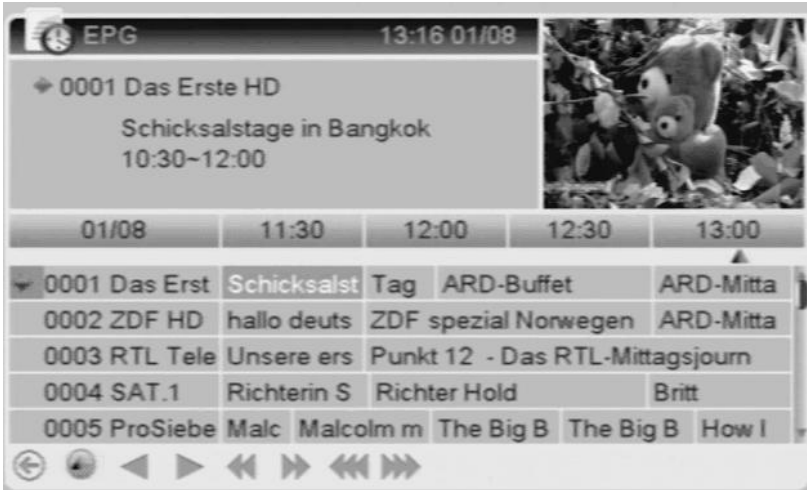 EPG 13:16 01/08
0001 Das Erste HD
Schicksalstage in Bangkok
10:30~12:00
01/08 11:30 12:00 12:30 13:00
0001 Das Erst Schicksalst Tag ARD-Buffet ARD-Mitta
0002 ZDF HD hallo deuts ZDF spezial Norwegen ARD-Mitta
0003 RTL Tele Unsere ers Punkt 12 - Das RTL-Mittagsjourn
0004 SAT.1 Richterin S Richter Hold Britt
0005 ProSiebe Malc Malcolm m The Big B The Big B How I